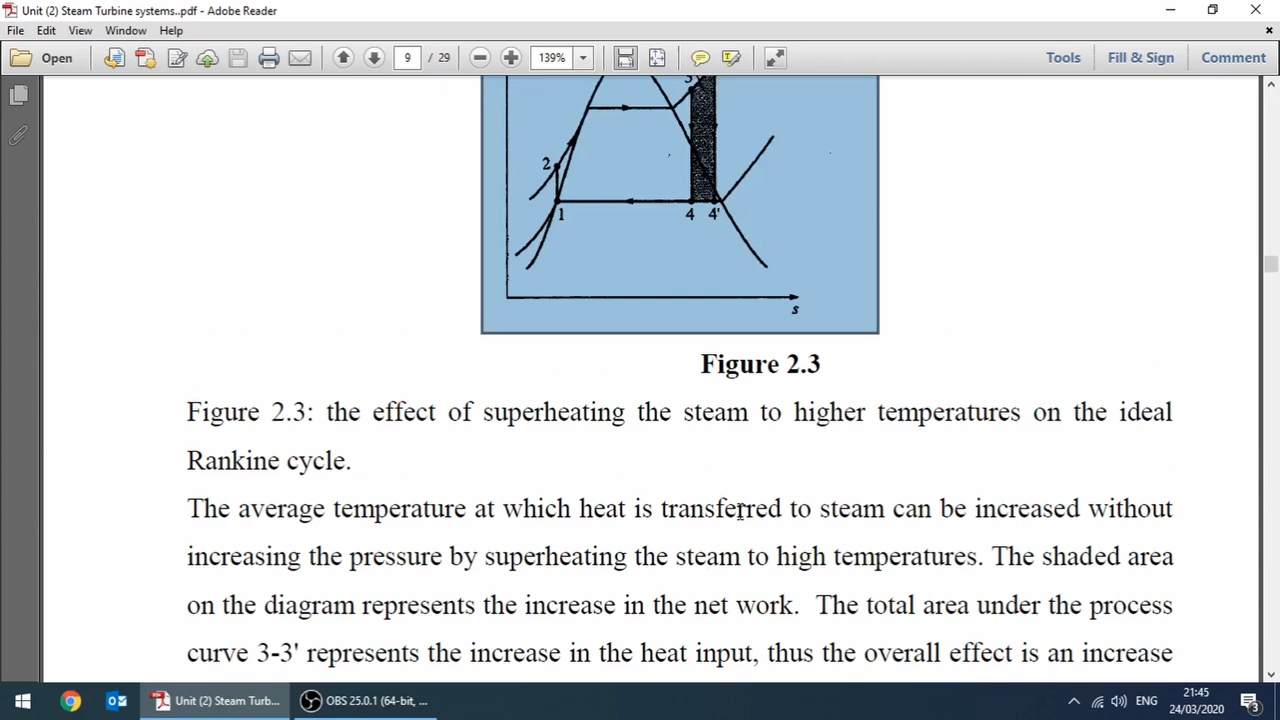 Unit (2) Steam Turbine systems..pdf - Adobe Reader
File Edit View Window Help
Open 9 / 29 139% Tools Fill & Sign Comment
3
2
1 4 4'
s
Figure 2.3
Figure 2.3: the effect of superheating the steam to higher temperatures on the ideal
Rankine cycle.
The average temperature at which heat is transferred to steam can be increased without
increasing the pressure by superheating the steam to high temperatures. The shaded area
on the diagram represents the increase in the net work. The total area under the process
curve 3-3' represents the increase in the heat input, thus the overall effect is an increase
Unit (2) Steam Turb... OBS 25.0.1 (64-bit, ... ENG 21:45
24/03/2020 3